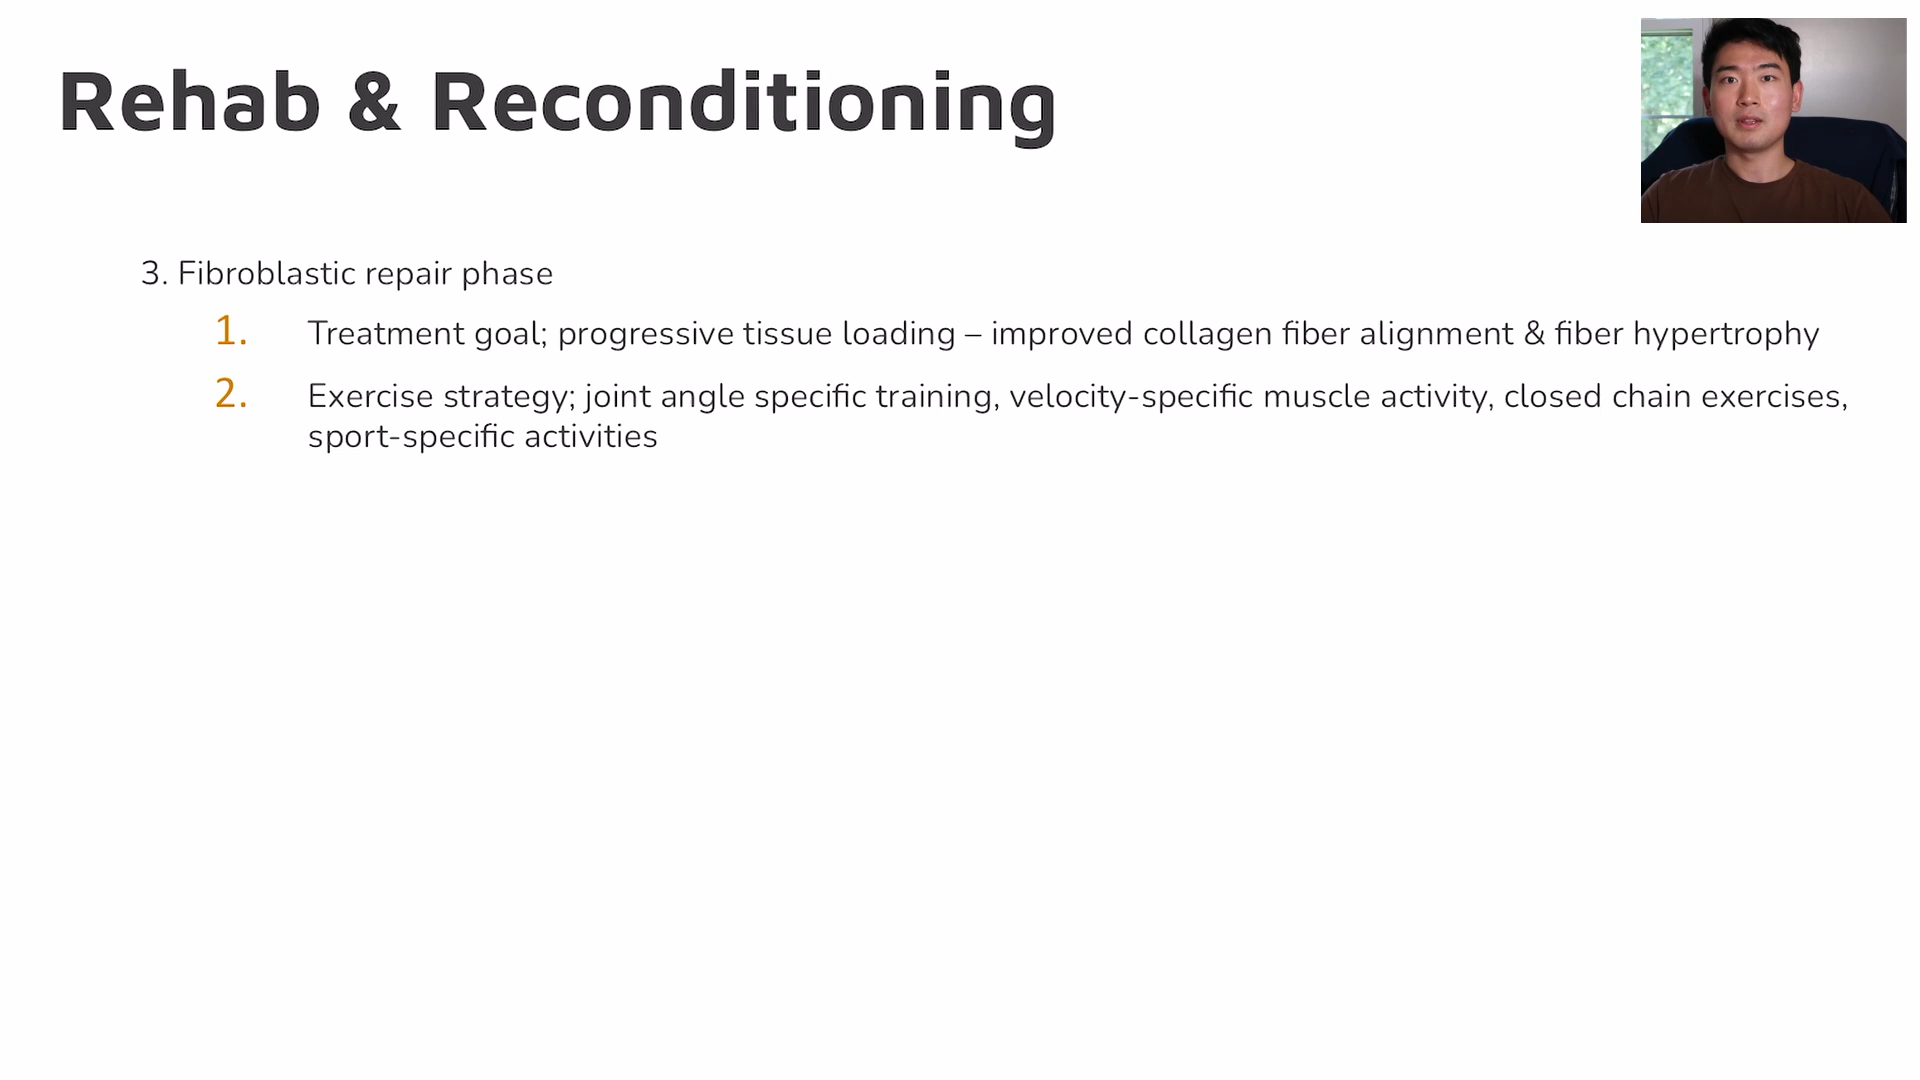 Rehab & Reconditioning
3. Fibroblastic repair phase
1. Treatment goal; progressive tissue loading – improved collagen fiber alignment & fiber hypertrophy
2. Exercise strategy; joint angle specific training, velocity-specific muscle activity, closed chain exercises,
sport-specific activities